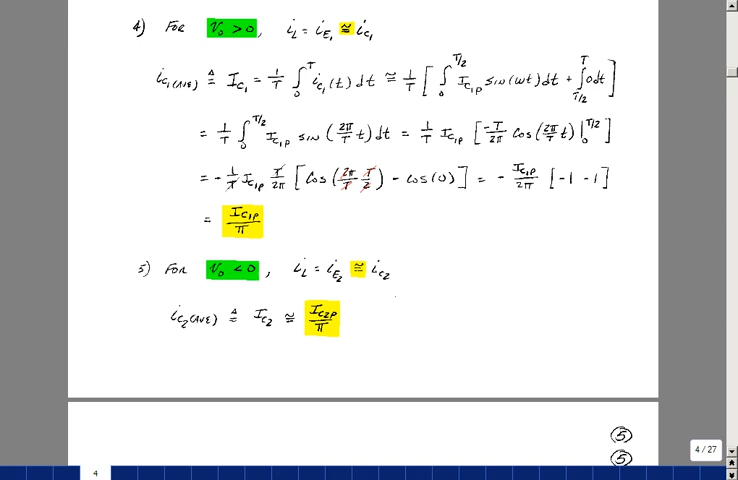 4) FOR V₀ > 0, i_L = i_E₁ ≅ i_C₁
i_C₁(AVE) ≜ I_C₁ = 1/T ∫₀ᵀ i_C₁(t) dt ≅ 1/T [ ∫₀^(T/2) I_C₁P sin(ωt) dt + ∫_(T/2)^T 0 dt ]
= 1/T ∫₀^(T/2) I_C₁P sin(2π/T t) dt = 1/T I_C₁P [ -T/2π cos(2π/T t) |₀^(T/2) ]
= - 1/T I_C₁P T/2π [ cos(2π/T T/2) - cos(0) ] = - I_C₁P/2π [ -1 -1 ]
= I_C₁P/π
5) FOR V₀ < 0, i_L = i_E₂ ≅ i_C₂
i_C₂(AVE) ≜ I_C₂ ≅ I_C₂P/π
5
4 / 27
5
4